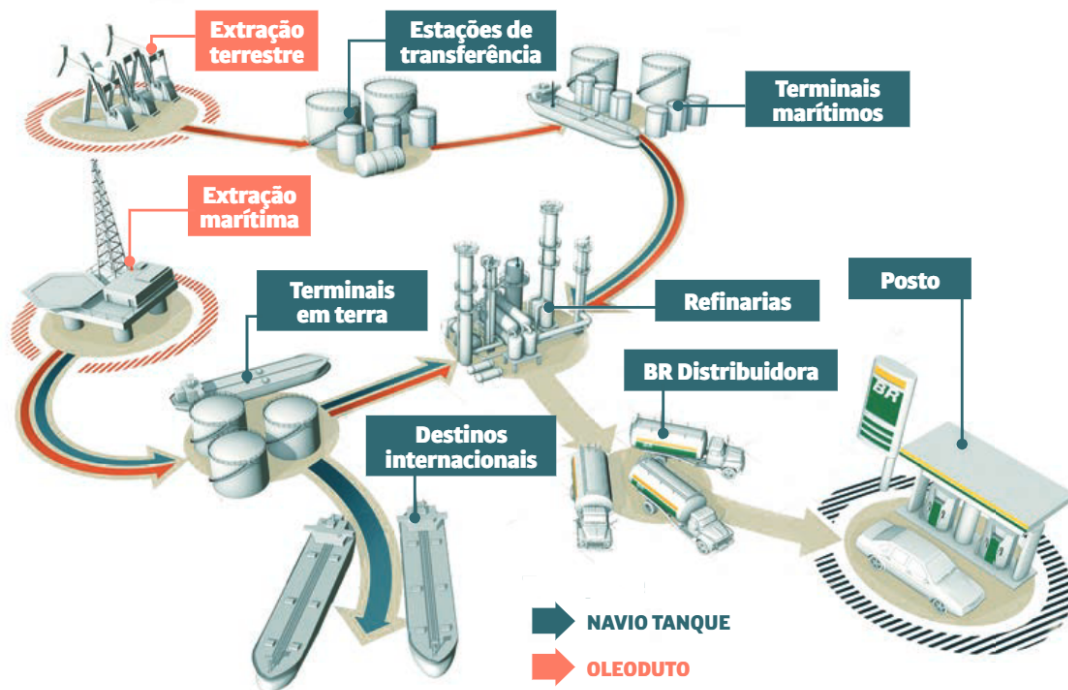 Extração
terrestre
Estações de
transferência
Terminais
marítimos
Extração
marítima
Terminais
em terra
Refinarias
Posto
BR Distribuidora
BR
Destinos
internacionais
NAVIO TANQUE
OLEODUTO